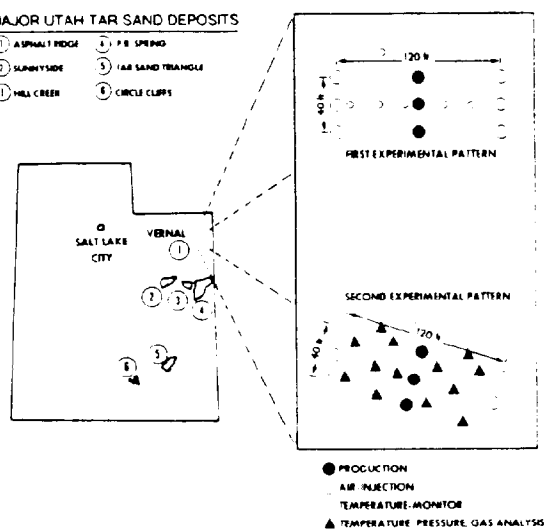 MAJOR UTAH TAR SAND DEPOSITS
1 ASPHALT RIDGE 4 P.R. SPRING
2 SUNNYSIDE 5 TAR SAND TRIANGLE
HILL CREEK 6 CIRCLE CLIFFS
120 ft
40 ft
FIRST EXPERIMENTAL PATTERN
SALT LAKE
CITY
VERNAL
1
2 3 4
5
6
SECOND EXPERIMENTAL PATTERN
120 ft
40 ft
PRODUCTION
AIR-INJECTION
TEMPERATURE-MONITOR
TEMPERATURE, PRESSURE, GAS ANALYSIS